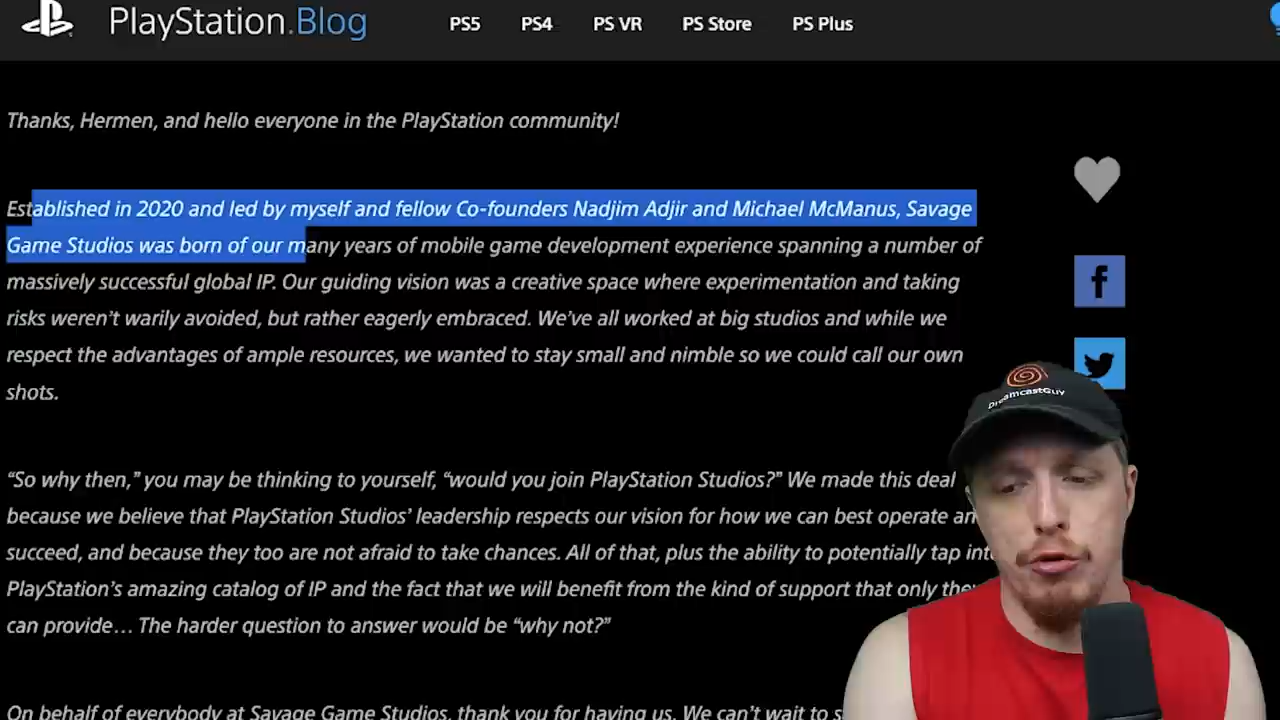 PlayStation.Blog PS5 PS4 PS VR PS Store PS Plus
Thanks, Hermen, and hello everyone in the PlayStation community!
Established in 2020 and led by myself and fellow Co-founders Nadjim Adjir and Michael McManus, Savage
Game Studios was born of our many years of mobile game development experience spanning a number of
massively successful global IP. Our guiding vision was a creative space where experimentation and taking
risks weren’t warily avoided, but rather eagerly embraced. We’ve all worked at big studios and while we
respect the advantages of ample resources, we wanted to stay small and nimble so we could call our own
shots.
“So why then,” you may be thinking to yourself, “would you join PlayStation Studios?” We made this deal
because we believe that PlayStation Studios’ leadership respects our vision for how we can best operate an
succeed, and because they too are not afraid to take chances. All of that, plus the ability to potentially tap int
PlayStation’s amazing catalog of IP and the fact that we will benefit from the kind of support that only the
can provide… The harder question to answer would be “why not?”
On behalf of everybody at Savage Game Studios, thank you for having us. We can’t wait to s
DreamcastGuy